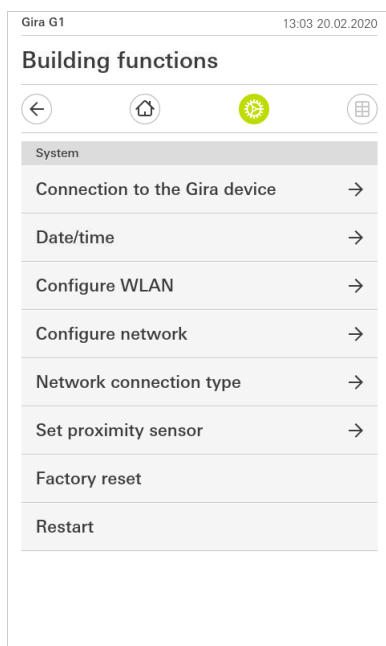 Gira G1 13:03 20.02.2020
Building functions
System
Connection to the Gira device
Date/time
Configure WLAN
Configure network
Network connection type
Set proximity sensor
Factory reset
Restart